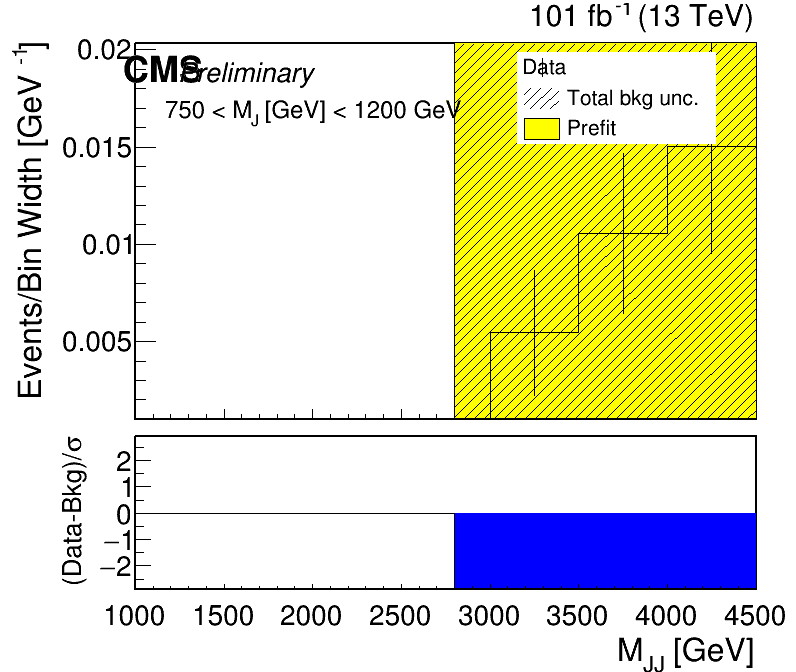 101 fb⁻¹ (13 TeV)
CMS Preliminary
750 < M_J [GeV] < 1200 GeV
Data
Total bkg unc.
Prefit
Events/Bin Width [GeV⁻¹]
0.02
0.015
0.01
0.005
(Data-Bkg)/σ
2
1
0
−1
−2
1000 1500 2000 2500 3000 3500 4000 4500
M_JJ [GeV]